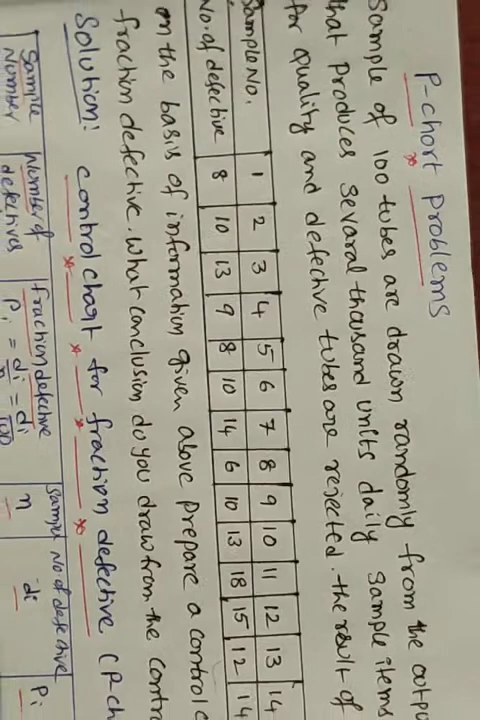 P-chort problems
Sample of 100 tubes are drawn randomly from the outpu
that produces sevaral thousand units daily sample items
for quality and defective tubes are rejected. the result of
Sample No. 1 2 3 4 5 6 7 8 9 10 11 12 13 14
No. of defective 8 10 13 9 8 10 14 6 10 13 18 15 12 14
on the basis of information given above prepare a control c
fraction defective. What conclusion do you draw from the contro
Solution: control chart for fraction defective (P-ch
Sample Number Number of defectives fraction defective Pi = di/n = di/100 Sample n No of defective di Pi